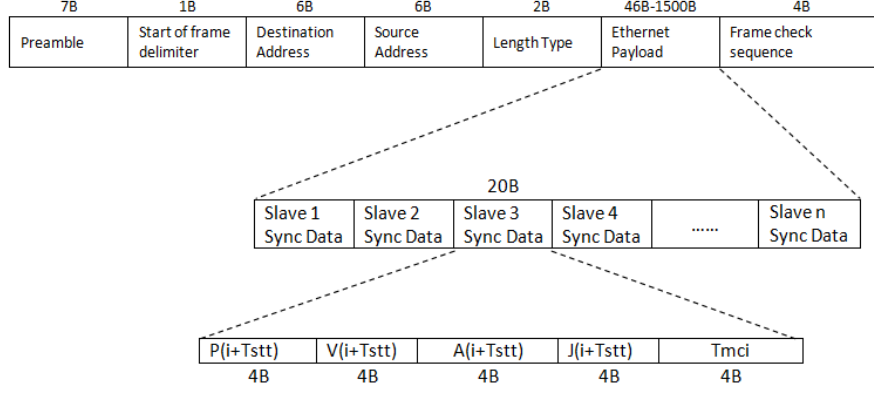 7B 1B 6B 6B 2B 46B-1500B 4B
Preamble Start of frame delimiter Destination Address Source Address Length Type Ethernet Payload Frame check sequence
20B
Slave 1 Sync Data Slave 2 Sync Data Slave 3 Sync Data Slave 4 Sync Data ...... Slave n Sync Data
P(i+Tstt) V(i+Tstt) A(i+Tstt) J(i+Tstt) Tmci
4B 4B 4B 4B 4B